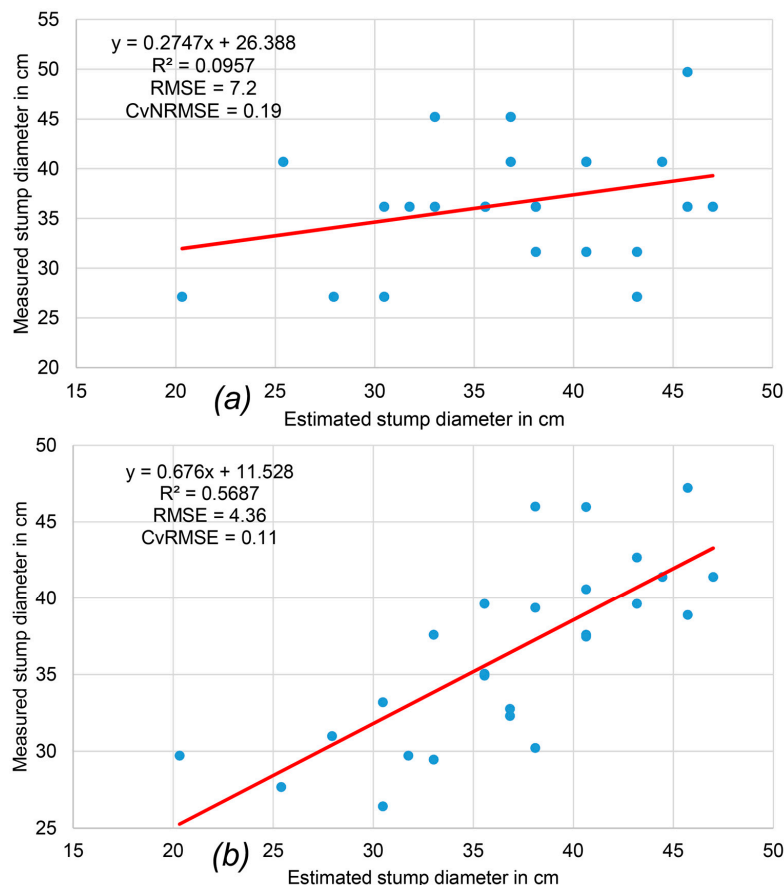 55
y = 0.2747x + 26.388
R² = 0.0957
RMSE = 7.2
CvNRMSE = 0.19
50
45
40
35
30
25
20
Measured stump diameter in cm
15 20 25 30 35 40 45 50
(a)
Estimated stump diameter in cm
50
y = 0.676x + 11.528
R² = 0.5687
RMSE = 4.36
CvRMSE = 0.11
45
40
35
30
25
Measured stump diameter in cm
15 20 25 30 35 40 45 50
(b)
Estimated stump diameter in cm